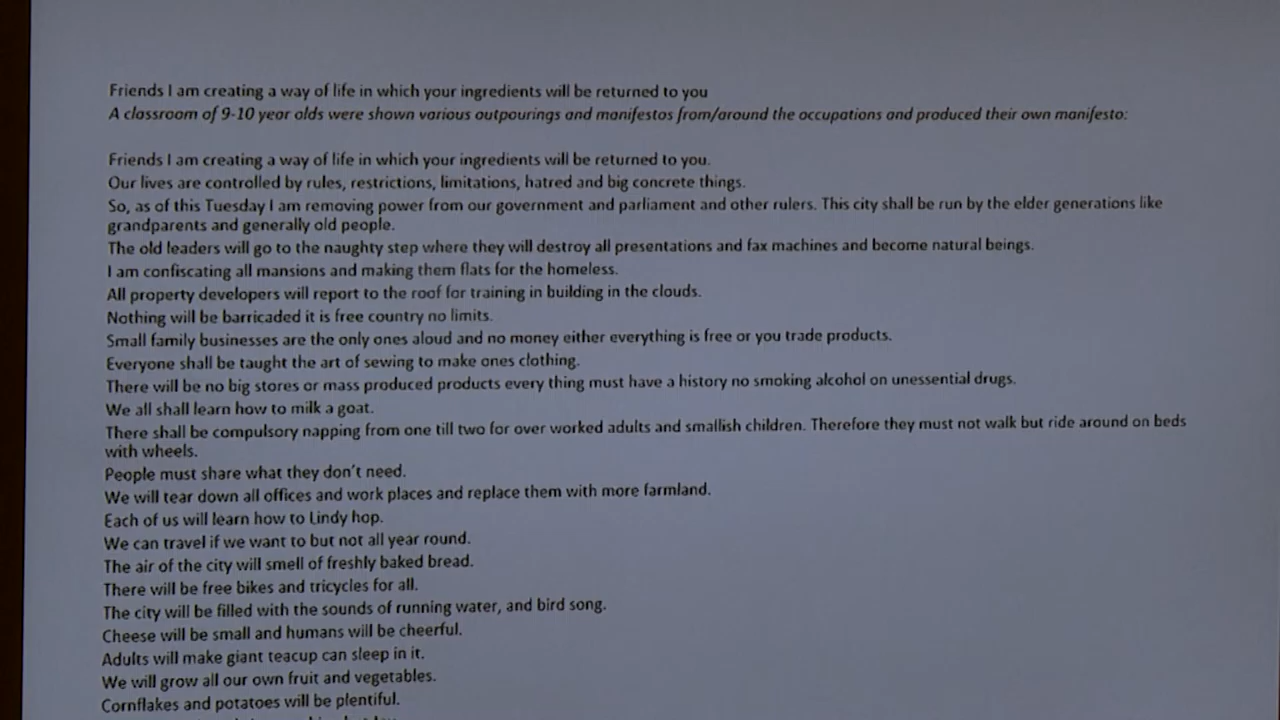 Friends I am creating a way of life in which your ingredients will be returned to you
A classroom of 9-10 year olds were shown various outpourings and manifestos from/around the occupations and produced their own manifesto:
Friends I am creating a way of life in which your ingredients will be returned to you.
Our lives are controlled by rules, restrictions, limitations, hatred and big concrete things.
So, as of this Tuesday I am removing power from our government and parliament and other rulers. This city shall be run by the elder generations like
grandparents and generally old people.
The old leaders will go to the naughty step where they will destroy all presentations and fax machines and become natural beings.
I am confiscating all mansions and making them flats for the homeless.
All property developers will report to the roof for training in building in the clouds.
Nothing will be barricaded it is free country no limits.
Small family businesses are the only ones aloud and no money either everything is free or you trade products.
Everyone shall be taught the art of sewing to make ones clothing.
There will be no big stores or mass produced products every thing must have a history no smoking alcohol on unessential drugs.
We all shall learn how to milk a goat.
There shall be compulsory napping from one till two for over worked adults and smallish children. Therefore they must not walk but ride around on beds
with wheels.
People must share what they don't need.
We will tear down all offices and work places and replace them with more farmland.
Each of us will learn how to Lindy hop.
We can travel if we want to but not all year round.
The air of the city will smell of freshly baked bread.
There will be free bikes and tricycles for all.
The city will be filled with the sounds of running water, and bird song.
Cheese will be small and humans will be cheerful.
Adults will make giant teacup can sleep in it.
We will grow all our own fruit and vegetables.
Cornflakes and potatoes will be plentiful.